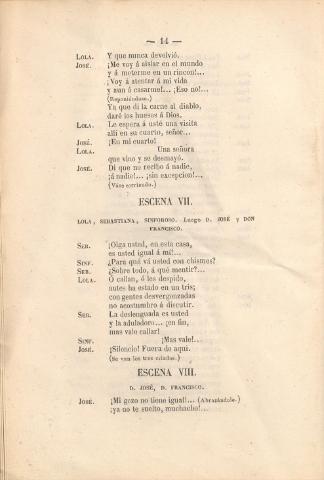 — 14 —
LOLA. Y que nunca devolvió.
JOSÉ. ¡Me voy á aislar en el mundo
y á meterme en un rincon!...
¡Voy á atentar á mi vida
y aun á casarme!... ¡Eso no!...
(Reponiéndose.)
Ya que di la carne al diablo,
daré los huesos á Dios.
LOLA. Le espera á usté una visita
allí en su cuarto, señor...
JOSÉ. ¡En mi cuarto!
LOLA. Una señora
que vino y se desmayó.
JOSÉ. Di que no recibo á nadie,
¡á nadie!... ¡sin excepcion!...
(Váse corriendo.)
ESCENA VII.
LOLA, SEBASTIANA, SINFOROSO. Luego D. JOSÉ y DON
FRANCISCO.
SEB. ¡Oiga usted, en esta casa,
es usted igual á mí!...
SINF. ¿Para qué vá usted con chismes?
SEB. ¿Sobre todo, á qué mentir?...
LOLA. O callan, ó les despido,
ustes ha estado en un tris;
con gentes desvergonzadas
no acostumbro á discutir.
SEB. La deslenguada es usted
y la aduladora... ¡en fin,
mas vale callar!
SINF. ¡Mas vale!...
JOSÉ. ¡Silencio! Fuera de aquí.
(Se van los tres criados.)
ESCENA VIII.
D. JOSÉ, D. FRANCISCO.
JOSÉ. ¡Mi gozo no tiene igual!... (Abrazándole.)
¡ya no te suelto, muchacho!...